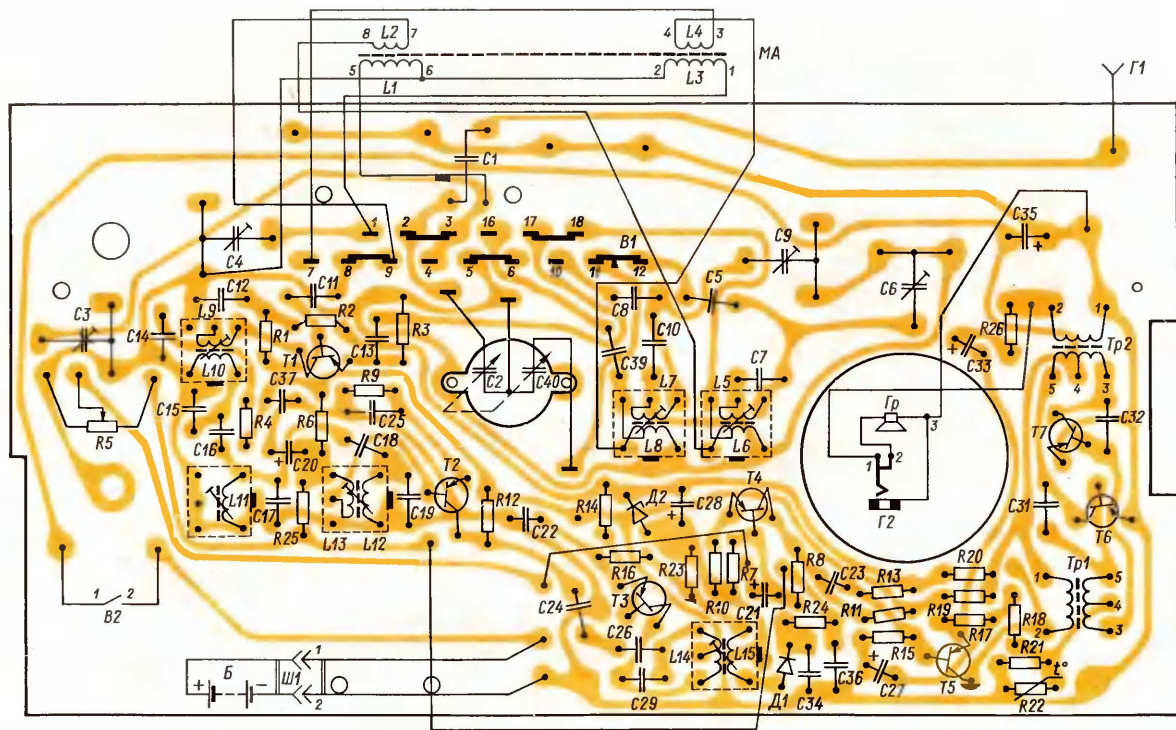 8 L2 7
4 L4 3
МА
5 6
L1
2 1
L3
Г1
C1
1 2 3 16 17 18
В1
7 8 9 4 5 6 10 11 12
C4
C9
C35
+
C6
C3
C12
C11
L9
C14
R1
R2
C13
R3
C5
C8
C10
C39
C7
L7
L5
L8
L6
C33
+
R26
2 1
Тр2
5 4 3
T1
L10
C37
R9
C25
C2
C40
C15
C16
R4
R6
C18
R5
+
C20
Гр
1 2 3
Г2
T7
C32
L11
C17
R25
L13
L12
C19
T2
R12
C22
R14
Д2
C28
+
T4
C31
T6
1 2
В2
R16
R23
R10
R7
+
C21
R8
C23
R24
R13
R11
R15
R20
R19
R17
R18
1 5
Тр1
4
2 3
C24
T3
C26
C29
L14
L15
Д1
C34
C36
+
C27
T5
R21
t°
R22
Б
+ −
Ш1
1
2